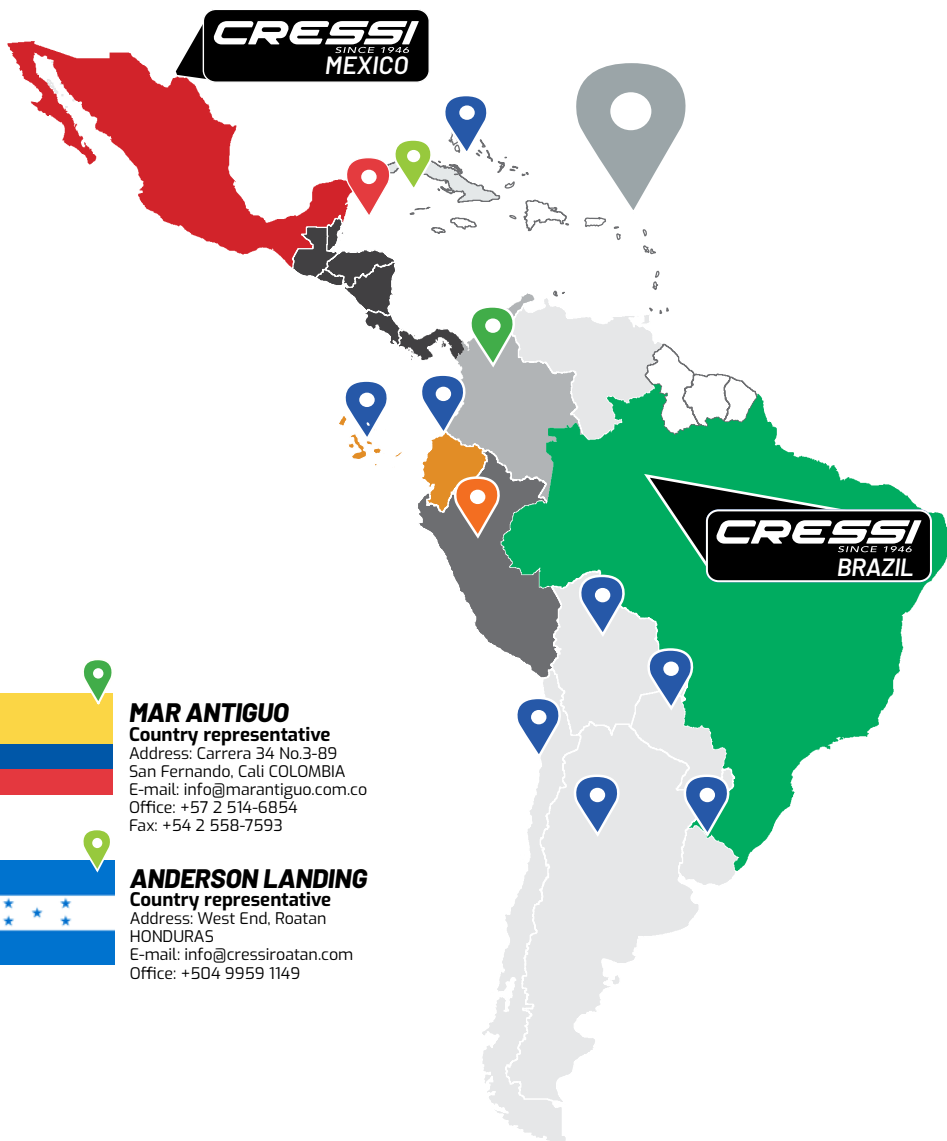 CRESSI
SINCE 1946
MEXICO
CRESSI
SINCE 1946
BRAZIL
MAR ANTIGUO
Country representative
Address: Carrera 34 No.3-89
San Fernando, Cali COLOMBIA
E-mail: info@marantiguo.com.co
Office: +57 2 514-6854
Fax: +54 2 558-7593
ANDERSON LANDING
Country representative
Address: West End, Roatan
HONDURAS
E-mail: info@cressiroatan.com
Office: +504 9959 1149